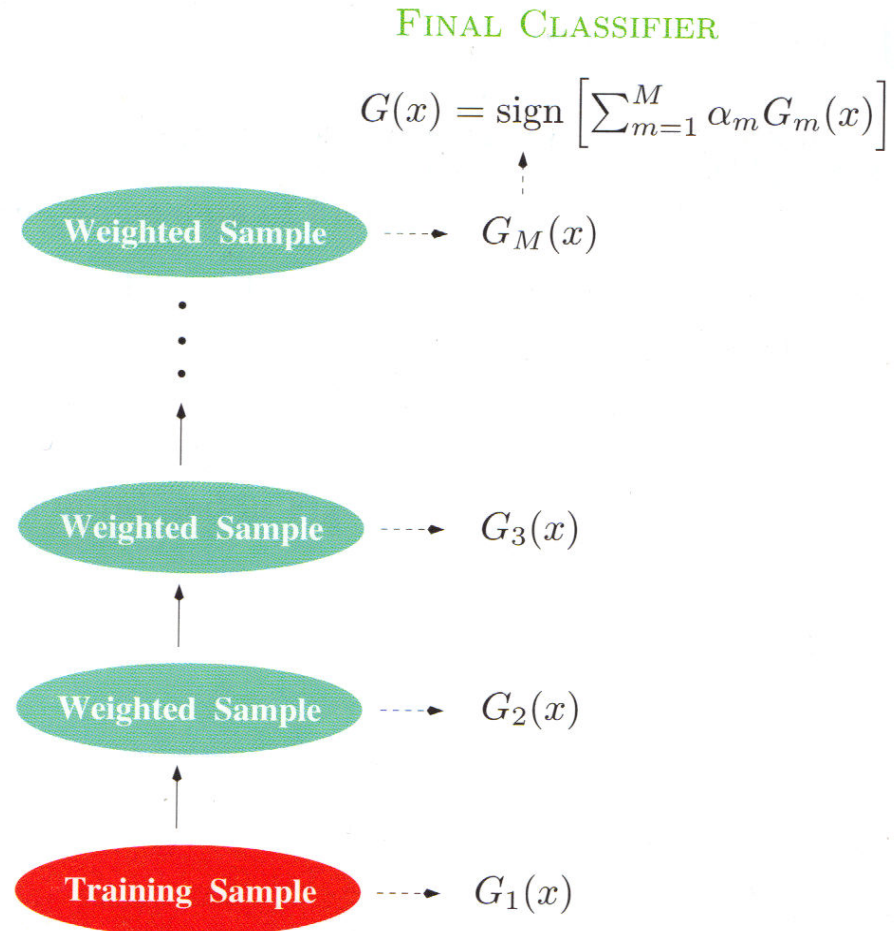 FINAL CLASSIFIER
G(x) = sign [∑_{m=1}^{M} α_m G_m(x)]
Weighted Sample G_M(x)
Weighted Sample G_3(x)
Weighted Sample G_2(x)
Training Sample G_1(x)